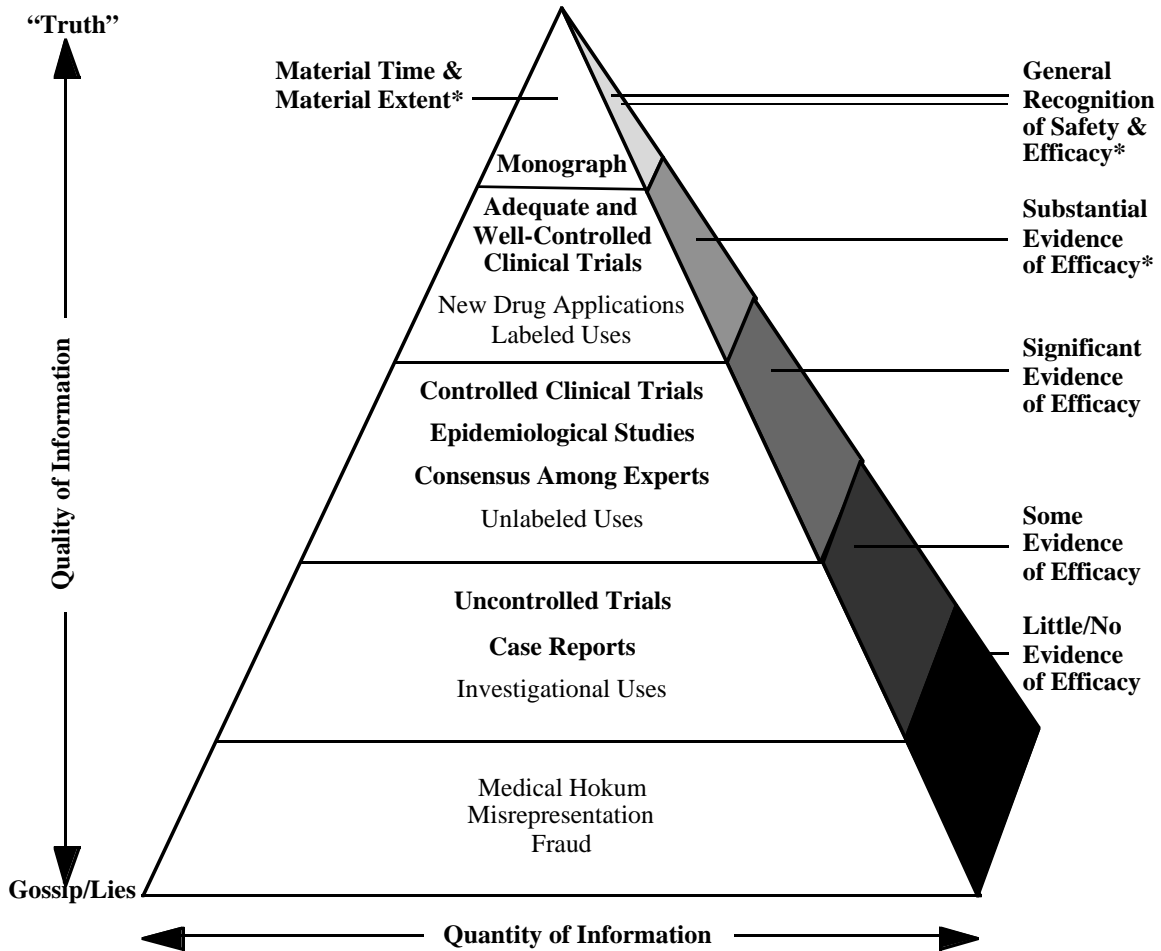 “Truth”
Quality of Information
Gossip/Lies
Material Time &
Material Extent*
Monograph
Adequate and
Well-Controlled
Clinical Trials
New Drug Applications
Labeled Uses
Controlled Clinical Trials
Epidemiological Studies
Consensus Among Experts
Unlabeled Uses
Uncontrolled Trials
Case Reports
Investigational Uses
Medical Hokum
Misrepresentation
Fraud
General
Recognition
of Safety &
Efficacy*
Substantial
Evidence
of Efficacy*
Significant
Evidence
of Efficacy
Some
Evidence
of Efficacy
Little/No
Evidence
of Efficacy
Quantity of Information